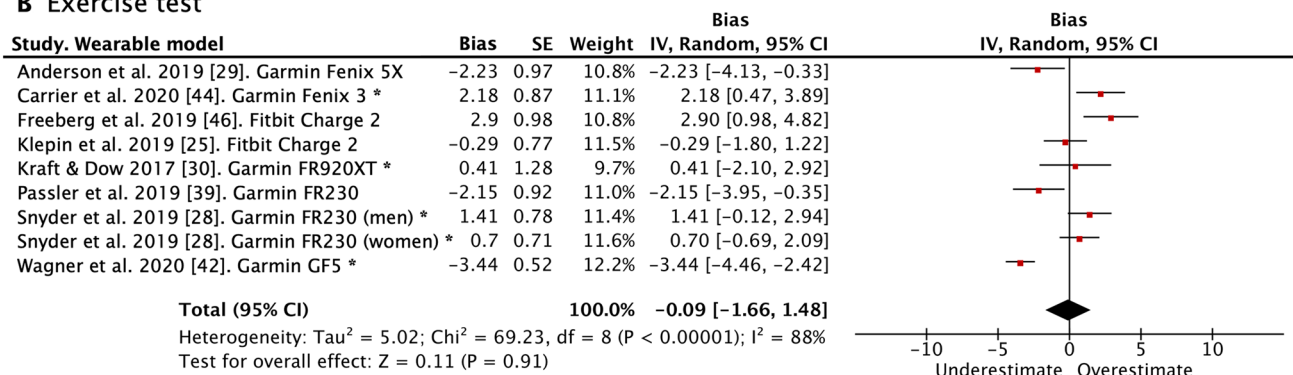 B Exercise test
Bias Bias
Study. Wearable model Bias SE Weight IV, Random, 95% CI IV, Random, 95% CI
Anderson et al. 2019 [29]. Garmin Fenix 5X −2.23 0.97 10.8% −2.23 [−4.13, −0.33]
Carrier et al. 2020 [44]. Garmin Fenix 3 * 2.18 0.87 11.1% 2.18 [0.47, 3.89]
Freeberg et al. 2019 [46]. Fitbit Charge 2 2.9 0.98 10.8% 2.90 [0.98, 4.82]
Klepin et al. 2019 [25]. Fitbit Charge 2 −0.29 0.77 11.5% −0.29 [−1.80, 1.22]
Kraft & Dow 2017 [30]. Garmin FR920XT * 0.41 1.28 9.7% 0.41 [−2.10, 2.92]
Passler et al. 2019 [39]. Garmin FR230 −2.15 0.92 11.0% −2.15 [−3.95, −0.35]
Snyder et al. 2019 [28]. Garmin FR230 (men) * 1.41 0.78 11.4% 1.41 [−0.12, 2.94]
Snyder et al. 2019 [28]. Garmin FR230 (women) * 0.7 0.71 11.6% 0.70 [−0.69, 2.09]
Wagner et al. 2020 [42]. Garmin GF5 * −3.44 0.52 12.2% −3.44 [−4.46, −2.42]
Total (95% CI) 100.0% −0.09 [−1.66, 1.48]
Heterogeneity: Tau² = 5.02; Chi² = 69.23, df = 8 (P < 0.00001); I² = 88%
Test for overall effect: Z = 0.11 (P = 0.91)
−10 −5 0 5 10
Underestimate Overestimate